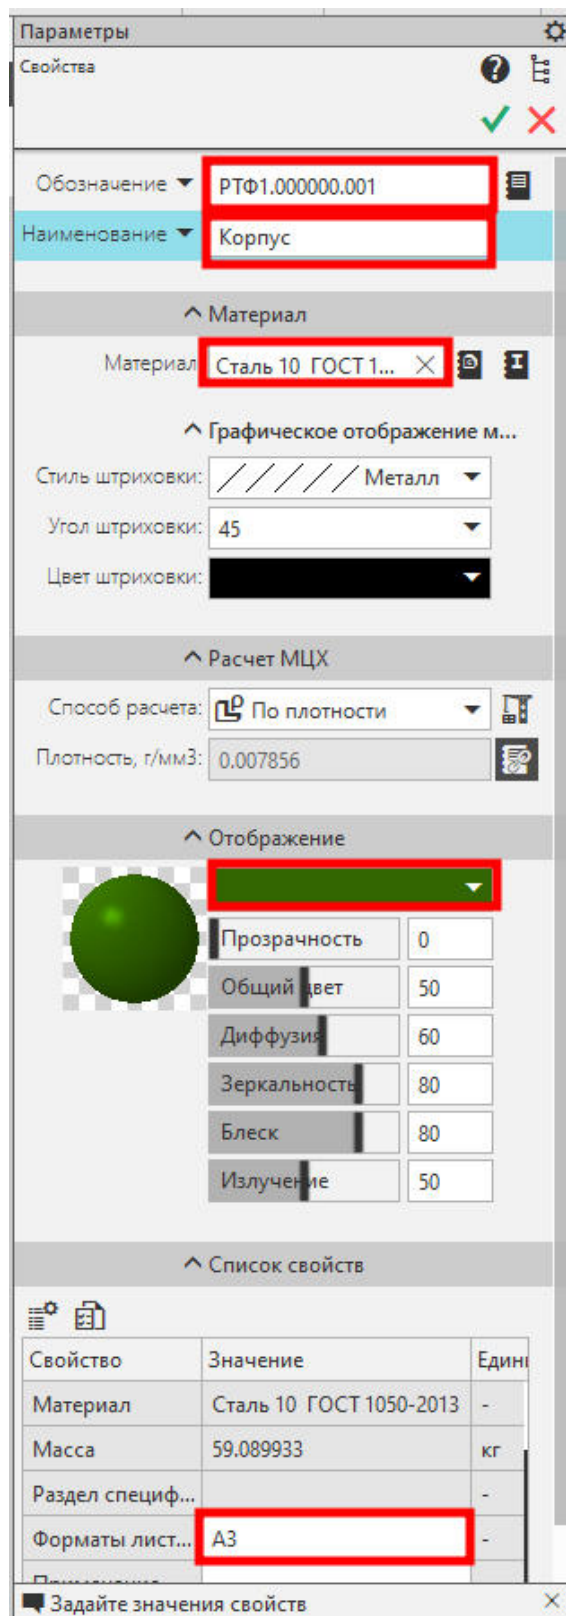 Параметры
Свойства
Обозначение РТФ1.000000.001
Наименование Корпус
Материал
Материал Сталь 10 ГОСТ 1...
Графическое отображение м...
Стиль штриховки: Металл
Угол штриховки: 45
Цвет штриховки:
Расчет МЦХ
Способ расчета: По плотности
Плотность, г/мм3: 0.007856
Отображение
Прозрачность 0
Общий цвет 50
Диффузия 60
Зеркальность 80
Блеск 80
Излучение 50
Список свойств
Свойство Значение Едини
Материал Сталь 10 ГОСТ 1050-2013 -
Масса 59.089933 кг
Раздел специф... -
Форматы лист... А3 -
Задайте значения свойств